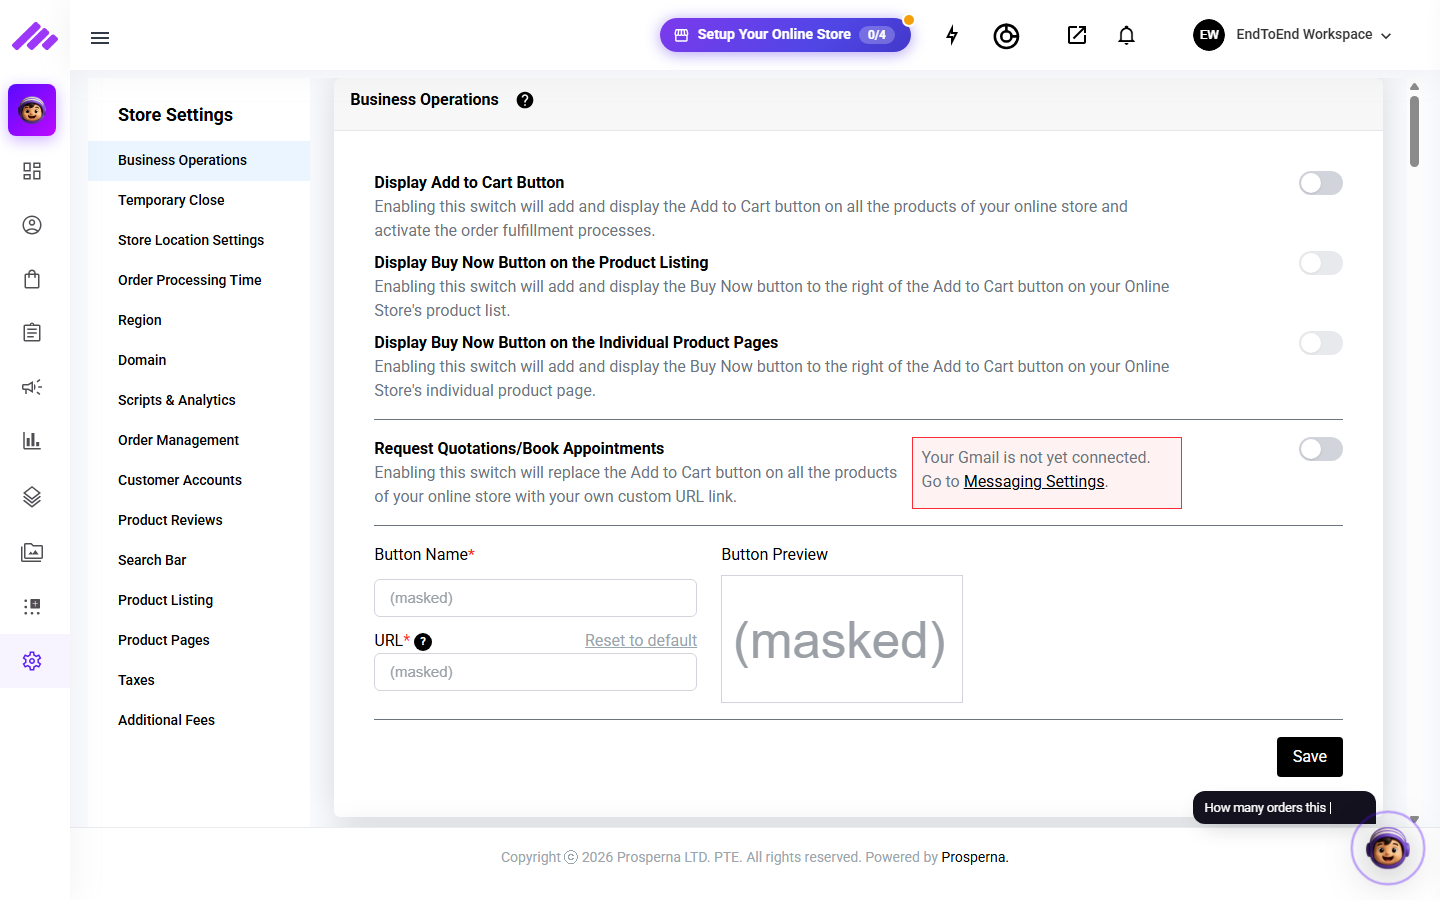 Setup Your Online Store 0/4
EW EndToEnd Workspace
Store Settings
Business Operations
Temporary Close
Store Location Settings
Order Processing Time
Region
Domain
Scripts & Analytics
Order Management
Customer Accounts
Product Reviews
Search Bar
Product Listing
Product Pages
Taxes
Additional Fees
Business Operations ?
Display Add to Cart Button
Enabling this switch will add and display the Add to Cart button on all the products of your online store and
activate the order fulfillment processes.
Display Buy Now Button on the Product Listing
Enabling this switch will add and display the Buy Now button to the right of the Add to Cart button on your Online
Store's product list.
Display Buy Now Button on the Individual Product Pages
Enabling this switch will add and display the Buy Now button to the right of the Add to Cart button on your Online
Store's individual product page.
Request Quotations/Book Appointments
Enabling this switch will replace the Add to Cart button on all the products
of your online store with your own custom URL link.
Your Gmail is not yet connected.
Go to Messaging Settings.
Button Name*
(masked)
URL* ? Reset to default
(masked)
Button Preview
(masked)
Save
How many orders this |
Copyright © 2026 Prosperna LTD. PTE. All rights reserved. Powered by Prosperna.